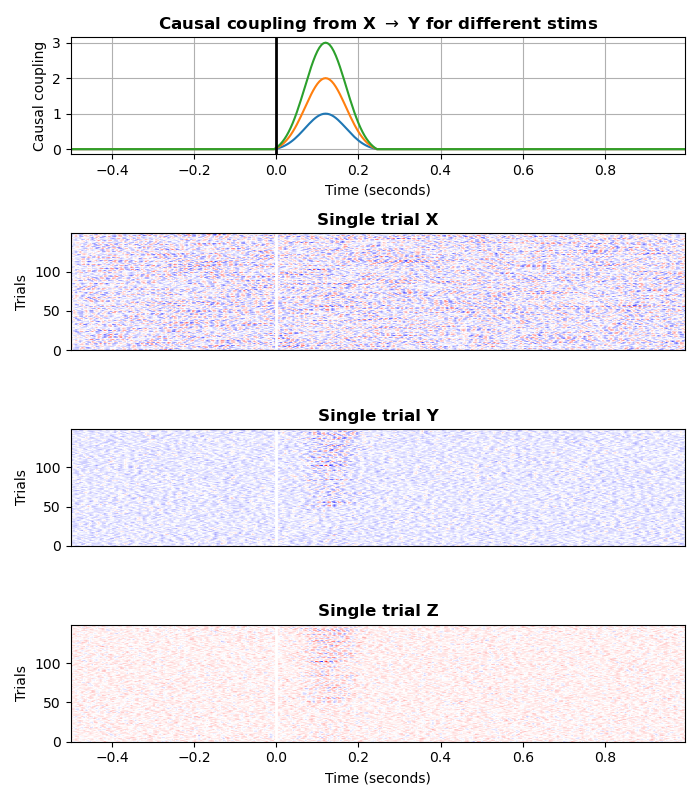 Causal coupling from X → Y for different stims
Causal coupling
3
2
1
0
−0.4 −0.2 0.0 0.2 0.4 0.6 0.8
Time (seconds)
Single trial X
Trials
100
50
0
Single trial Y
Trials
100
50
0
Single trial Z
Trials
100
50
0
−0.4 −0.2 0.0 0.2 0.4 0.6 0.8
Time (seconds)